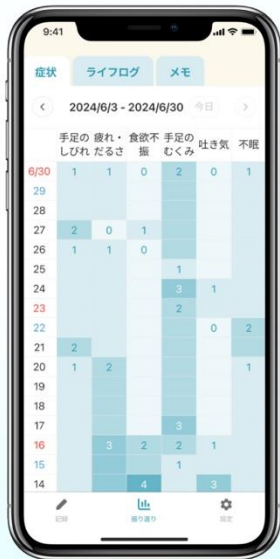 9:41
症状 ライフログ メモ
2024/6/3 - 2024/6/30 今日
手足の 疲れ・ 食欲不 手足の 吐き気 不眠
しびれ だるさ 振 むくみ
6/30 1 1 0 2 0 1
29
28
27 2 0 1
26 1 1 0
25 1
24 3 1
23 2
22 0 2
21 2
20 1 2 1
19
18
17 3
16 3 2 2 1
15 1
14 4 3
記録 振り返り 設定